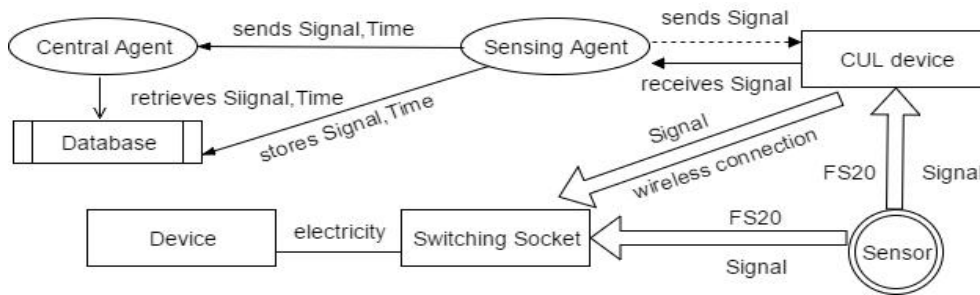 sends Signal
Central Agent
sends Signal,Time
Sensing Agent
CUL device
receives Signal
retrieves Siignal,Time
Database
stores Signal,Time
Signal
wireless connection
FS20
Signal
Device
electricity
Switching Socket
FS20
Signal
Sensor